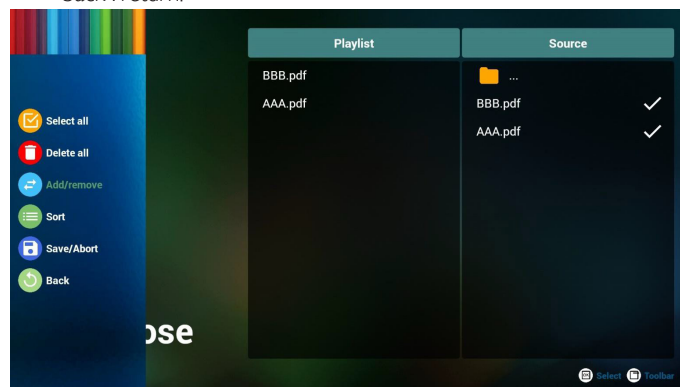 Playlist
Source
BBB.pdf
AAA.pdf
...
BBB.pdf
AAA.pdf
Select all
Delete all
Add/remove
Sort
Save/Abort
Back
ose
OK Select Toolbar